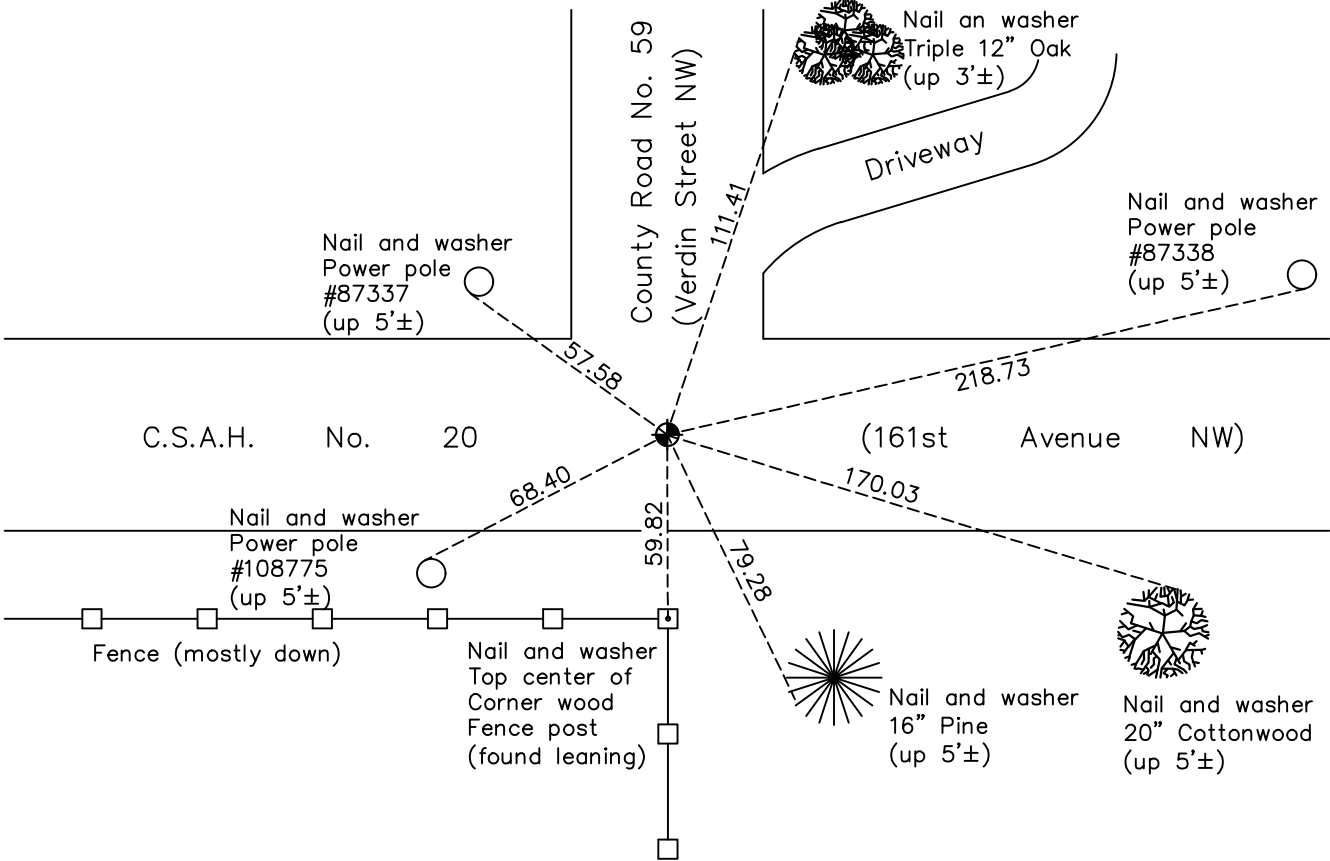 Nail an washer
Triple 12" Oak
(up 3'±)
County Road No. 59
(Verdin Street NW)
Driveway
111.41
Nail and washer
Power pole
#87338
(up 5'±)
Nail and washer
Power pole
#87337
(up 5'±)
57.58
218.73
C.S.A.H. No. 20 (161st Avenue NW)
68.40
170.03
59.82
79.28
Nail and washer
Power pole
#108775
(up 5'±)
Fence (mostly down)
Nail and washer
Top center of
Corner wood
Fence post
(found leaning)
Nail and washer
16" Pine
(up 5'±)
Nail and washer
20" Cottonwood
(up 5'±)